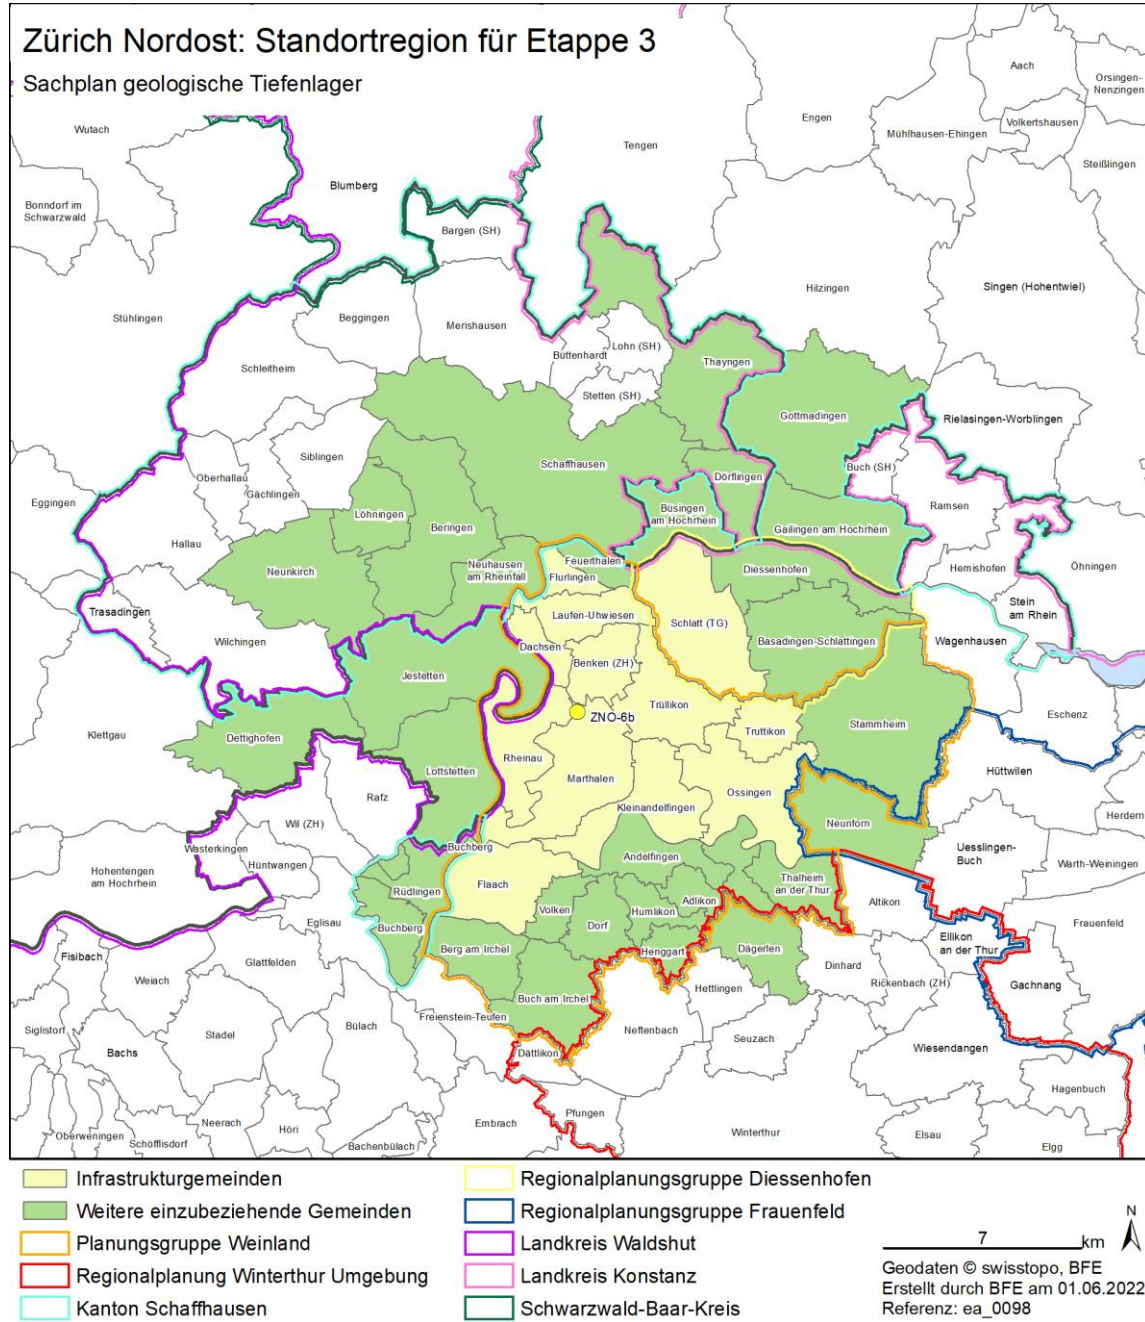 Zürich Nordost: Standortregion für Etappe 3
Sachplan geologische Tiefenlager
Aach
Orsingen-
Nenzingen
Wutach
Engen
Volkertshausen
Mühlhausen-Ehingen
Tengen
Steißlingen
Blumberg
Bonndorf im
Schwarzwald
Bargen (SH)
Hilzingen
Singen (Hohentwiel)
Stühlingen
Beggingen
Merishausen
Lohn (SH)
Büttenhardt
Thayngen
Schleitheim
Stetten (SH)
Gottmadingen
Rielasingen-Worblingen
Siblingen
Oberhallau
Schaffhausen
Buch (SH)
Eggingen
Gächlingen
Dörflingen
Löhningen
Büsingen
am Hochrhein
Ramsen
Beringen
Gailingen am Hochrhein
Hallau
Neuhausen
am Rheinfall
Feuerthalen
Neunkirch
Flurlingen
Diessenhofen
Hemishofen
Öhningen
Trasadingen
Stein
am Rhein
Laufen-Uhwiesen
Schlatt (TG)
Wilchingen
Dachsen
Basadingen-Schlattingen
Wagenhausen
Benken (ZH)
Jestetten
Eschenz
Trüllikon
ZNO-6b
Stammheim
Klettgau
Dettighofen
Truttikon
Rheinau
Hüttwilen
Lottstetten
Marthalen
Ossingen
Rafz
Kleinandelfingen
Herdern
Neunforn
Wil (ZH)
Uesslingen-
Buch
Wasterkingen
Buchberg
Andelfingen
Warth-Weiningen
Hohentengen
am Hochrhein
Hüntwangen
Thalheim
an der Thur
Rüdlingen
Flaach
Adlikon
Altikon
Volken
Humlikon
Eglisau
Dorf
Frauenfeld
Buchberg
Ellikon
an der Thur
Berg am Irchel
Henggart
Dägerlen
Fisibach
Glattfelden
Dinhard
Weiach
Rickenbach (ZH)
Gachnang
Hettlingen
Buch am Irchel
Freienstein-Teufen
Siglistorf
Stadel
Bülach
Neftenbach
Seuzach
Bachs
Dättlikon
Wiesendangen
Hagenbuch
Neerach
Höri
Embrach
Pfungen
Winterthur
Elsau
Oberweningen
Schöfflisdorf
Bachenbülach
Elgg
Infrastrukturgemeinden
Weitere einzubeziehende Gemeinden
Planungsgruppe Weinland
Regionalplanung Winterthur Umgebung
Kanton Schaffhausen
Regionalplanungsgruppe Diessenhofen
Regionalplanungsgruppe Frauenfeld
Landkreis Waldshut
Landkreis Konstanz
Schwarzwald-Baar-Kreis
N
7 km
Geodaten © swisstopo, BFE
Erstellt durch BFE am 01.06.2022
Referenz: ea_0098